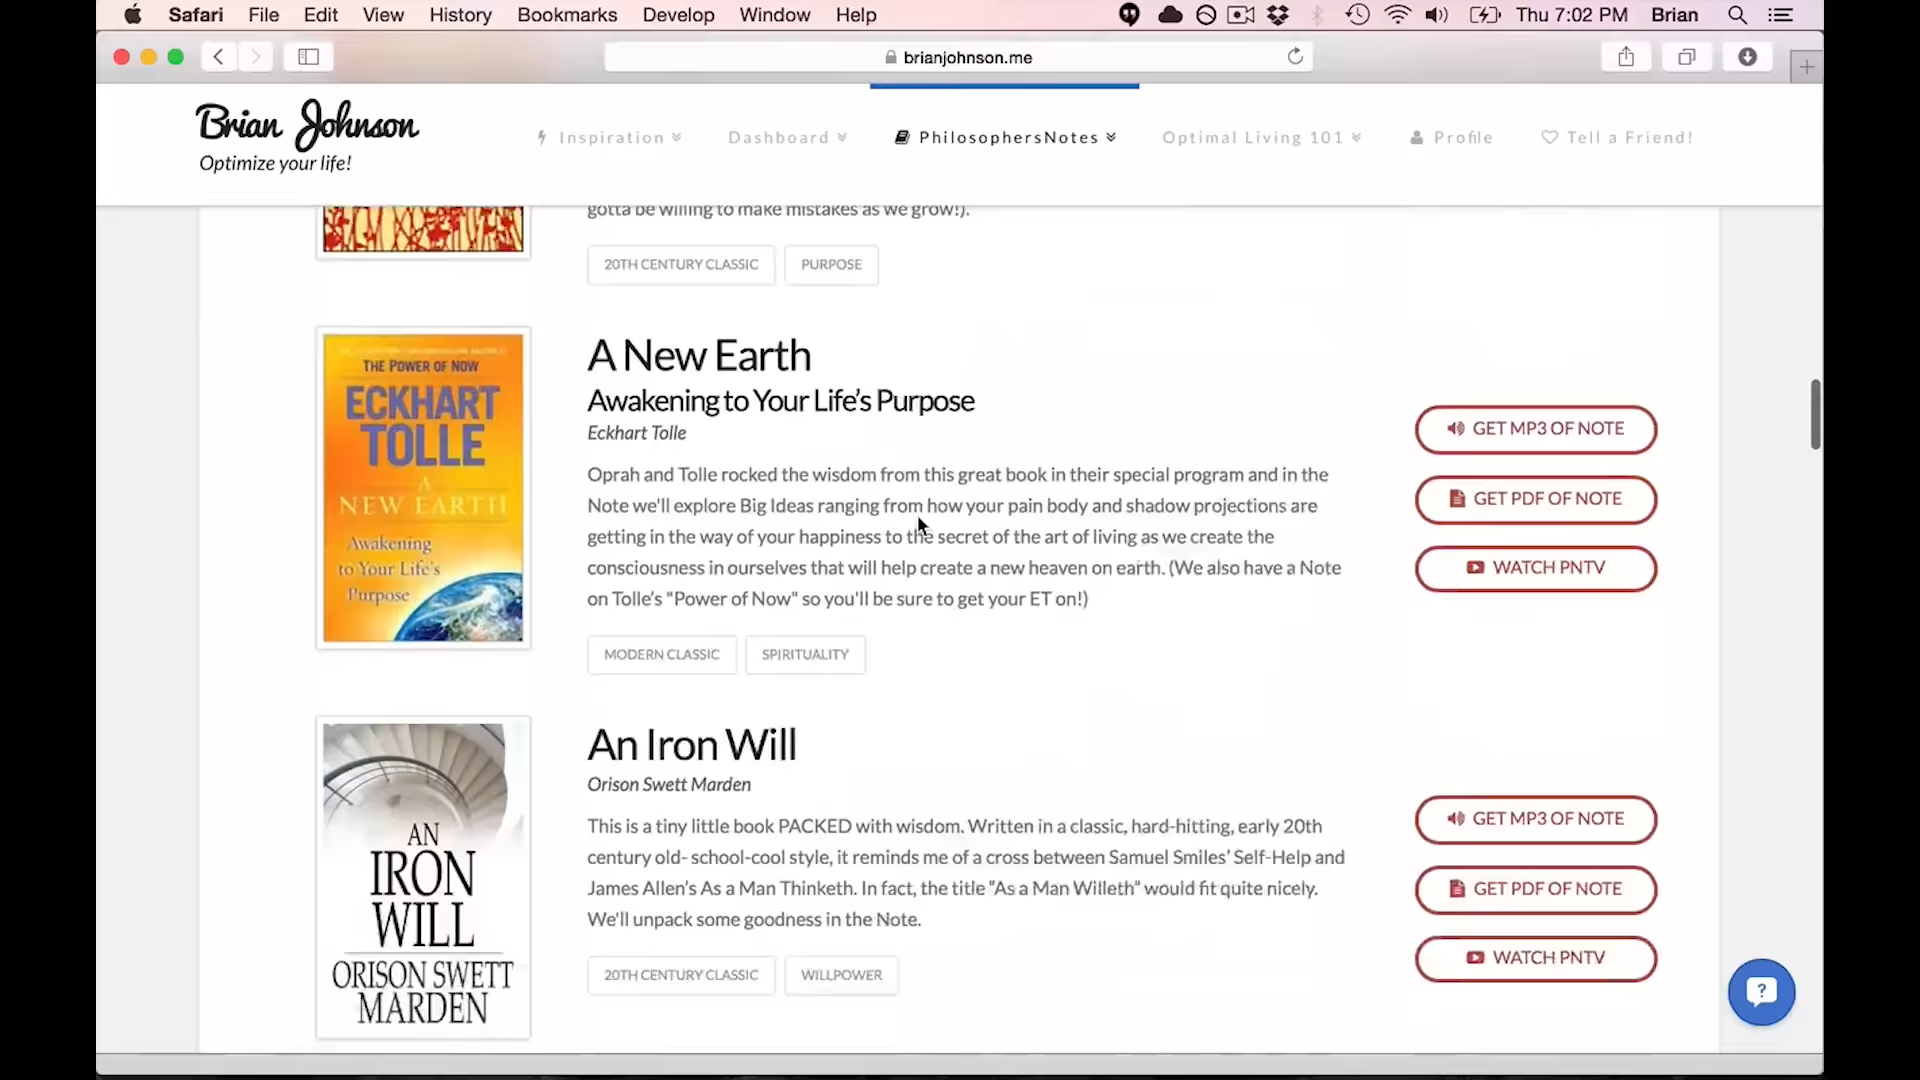 Safari File Edit View History Bookmarks Develop Window Help Thu 7:02 PM Brian
brianjohnson.me
Brian Johnson
Optimize your life!
Inspiration Dashboard PhilosophersNotes Optimal Living 101 Profile Tell a Friend!
gotta be willing to make mistakes as we grow!).
20TH CENTURY CLASSIC PURPOSE
THE POWER OF NOW
ECKHART
TOLLE
A
NEW EARTH
Awakening
to Your Life's
Purpose
A New Earth
Awakening to Your Life's Purpose
Eckhart Tolle
Oprah and Tolle rocked the wisdom from this great book in their special program and in the
Note we'll explore Big Ideas ranging from how your pain body and shadow projections are
getting in the way of your happiness to the secret of the art of living as we create the
consciousness in ourselves that will help create a new heaven on earth. (We also have a Note
on Tolle's "Power of Now" so you'll be sure to get your ET on!)
MODERN CLASSIC SPIRITUALITY
GET MP3 OF NOTE
GET PDF OF NOTE
WATCH PNTV
AN
IRON
WILL
ORISON SWETT
MARDEN
An Iron Will
Orison Swett Marden
This is a tiny little book PACKED with wisdom. Written in a classic, hard-hitting, early 20th
century old- school-cool style, it reminds me of a cross between Samuel Smiles' Self-Help and
James Allen's As a Man Thinketh. In fact, the title "As a Man Willeth" would fit quite nicely.
We'll unpack some goodness in the Note.
20TH CENTURY CLASSIC WILLPOWER
GET MP3 OF NOTE
GET PDF OF NOTE
WATCH PNTV